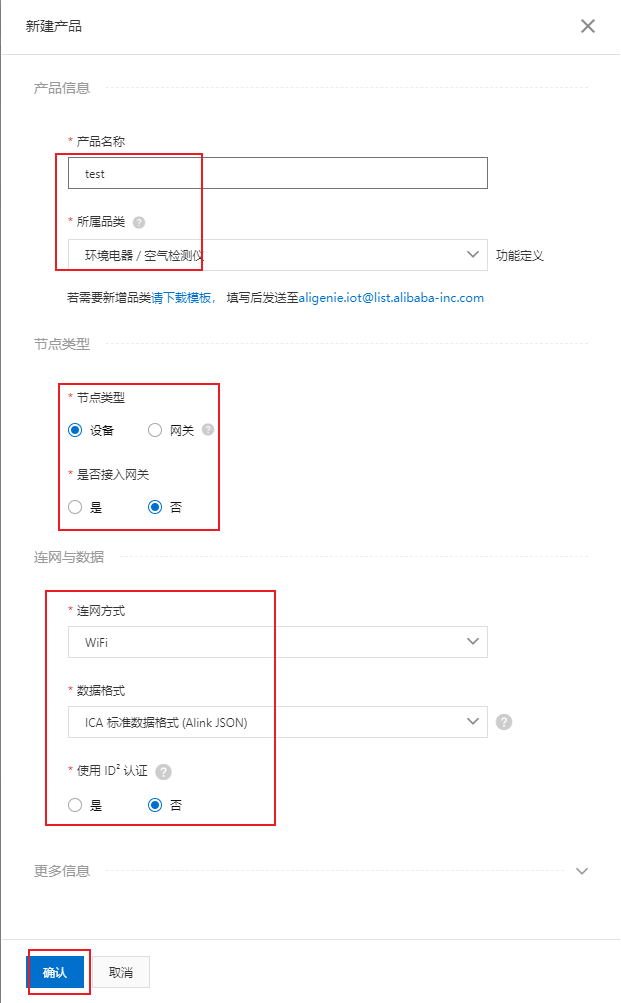 新建产品
产品信息
* 产品名称
test
* 所属品类 ?
环境电器 / 空气检测仪 功能定义
若需要新增品类请下载模板， 填写后发送至aligenie.iot@list.alibaba-inc.com
节点类型
* 节点类型
设备 网关 ?
* 是否接入网关
是 否
连网与数据
* 连网方式
WiFi
* 数据格式
ICA 标准数据格式 (Alink JSON) ?
* 使用 ID² 认证 ?
是 否
更多信息
确认 取消